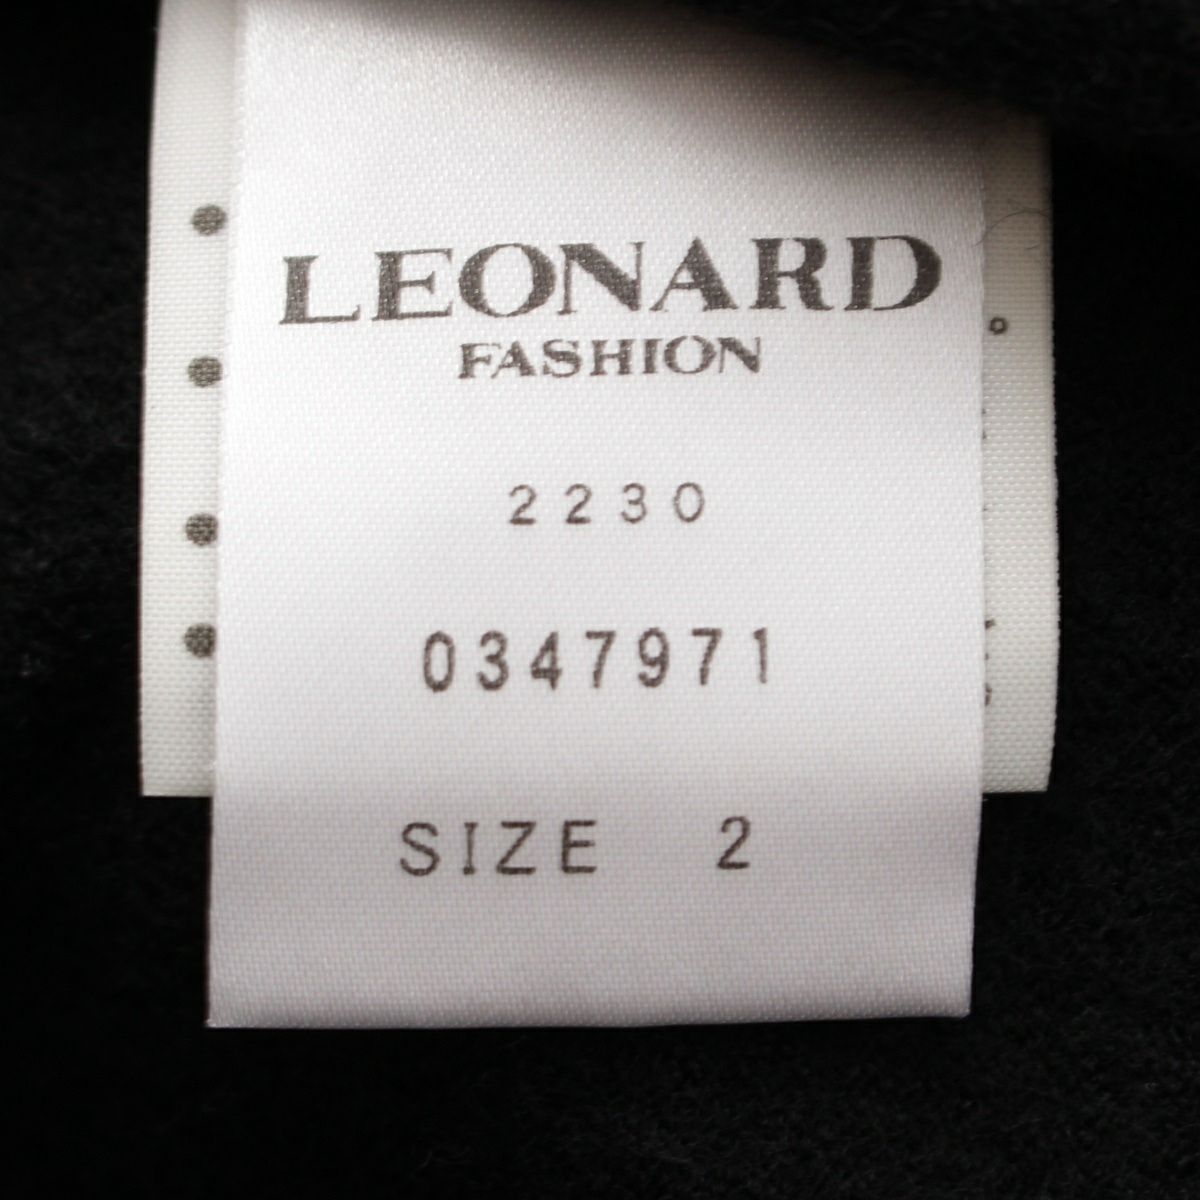 LEONARD
FASHION
2230
0347971
SIZE 2